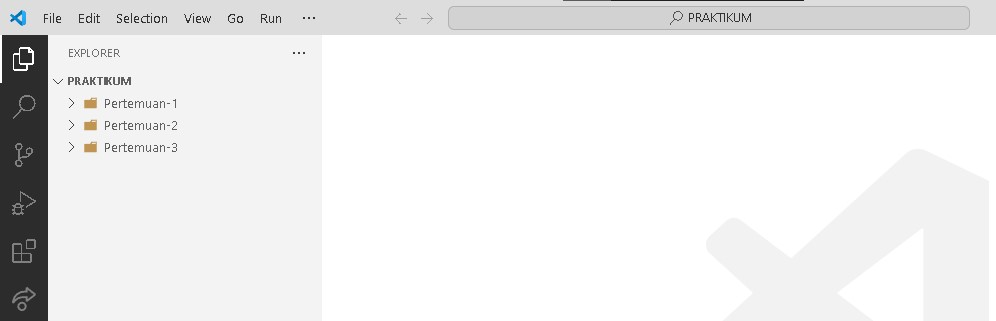 File Edit Selection View Go Run ···
PRAKTIKUM
EXPLORER ···
PRAKTIKUM
Pertemuan-1
Pertemuan-2
Pertemuan-3